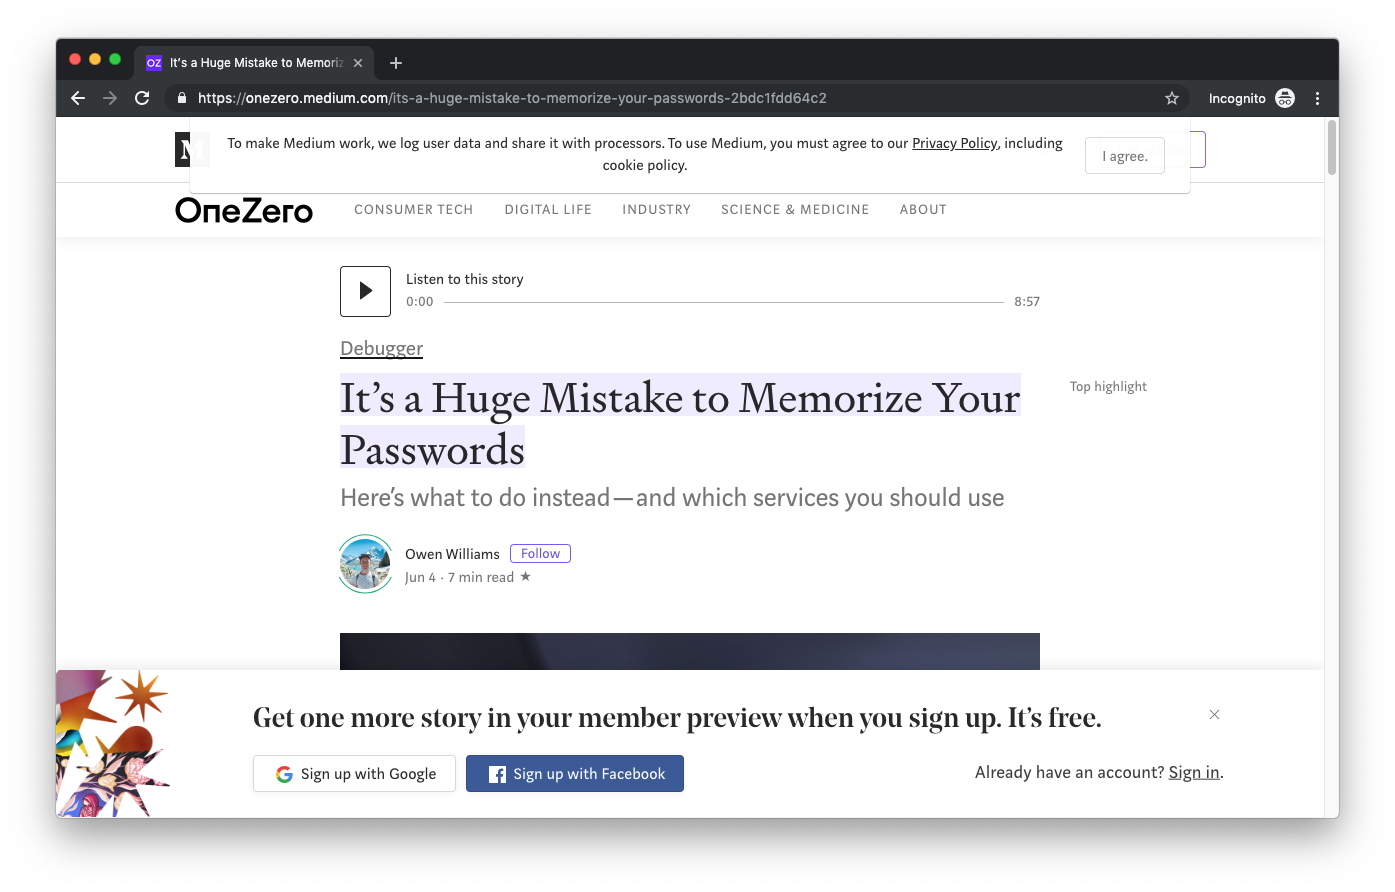 OZ It's a Huge Mistake to Memoriz
https://onezero.medium.com/its-a-huge-mistake-to-memorize-your-passwords-2bdc1fdd64c2
Incognito
M
To make Medium work, we log user data and share it with processors. To use Medium, you must agree to our Privacy Policy, including
cookie policy.
I agree.
OneZero
CONSUMER TECH DIGITAL LIFE INDUSTRY SCIENCE & MEDICINE ABOUT
Listen to this story
0:00 8:57
Debugger
It's a Huge Mistake to Memorize Your
Passwords
Top highlight
Here's what to do instead—and which services you should use
Owen Williams Follow
Jun 4 · 7 min read ★
Get one more story in your member preview when you sign up. It's free.
Sign up with Google
Sign up with Facebook
Already have an account? Sign in.